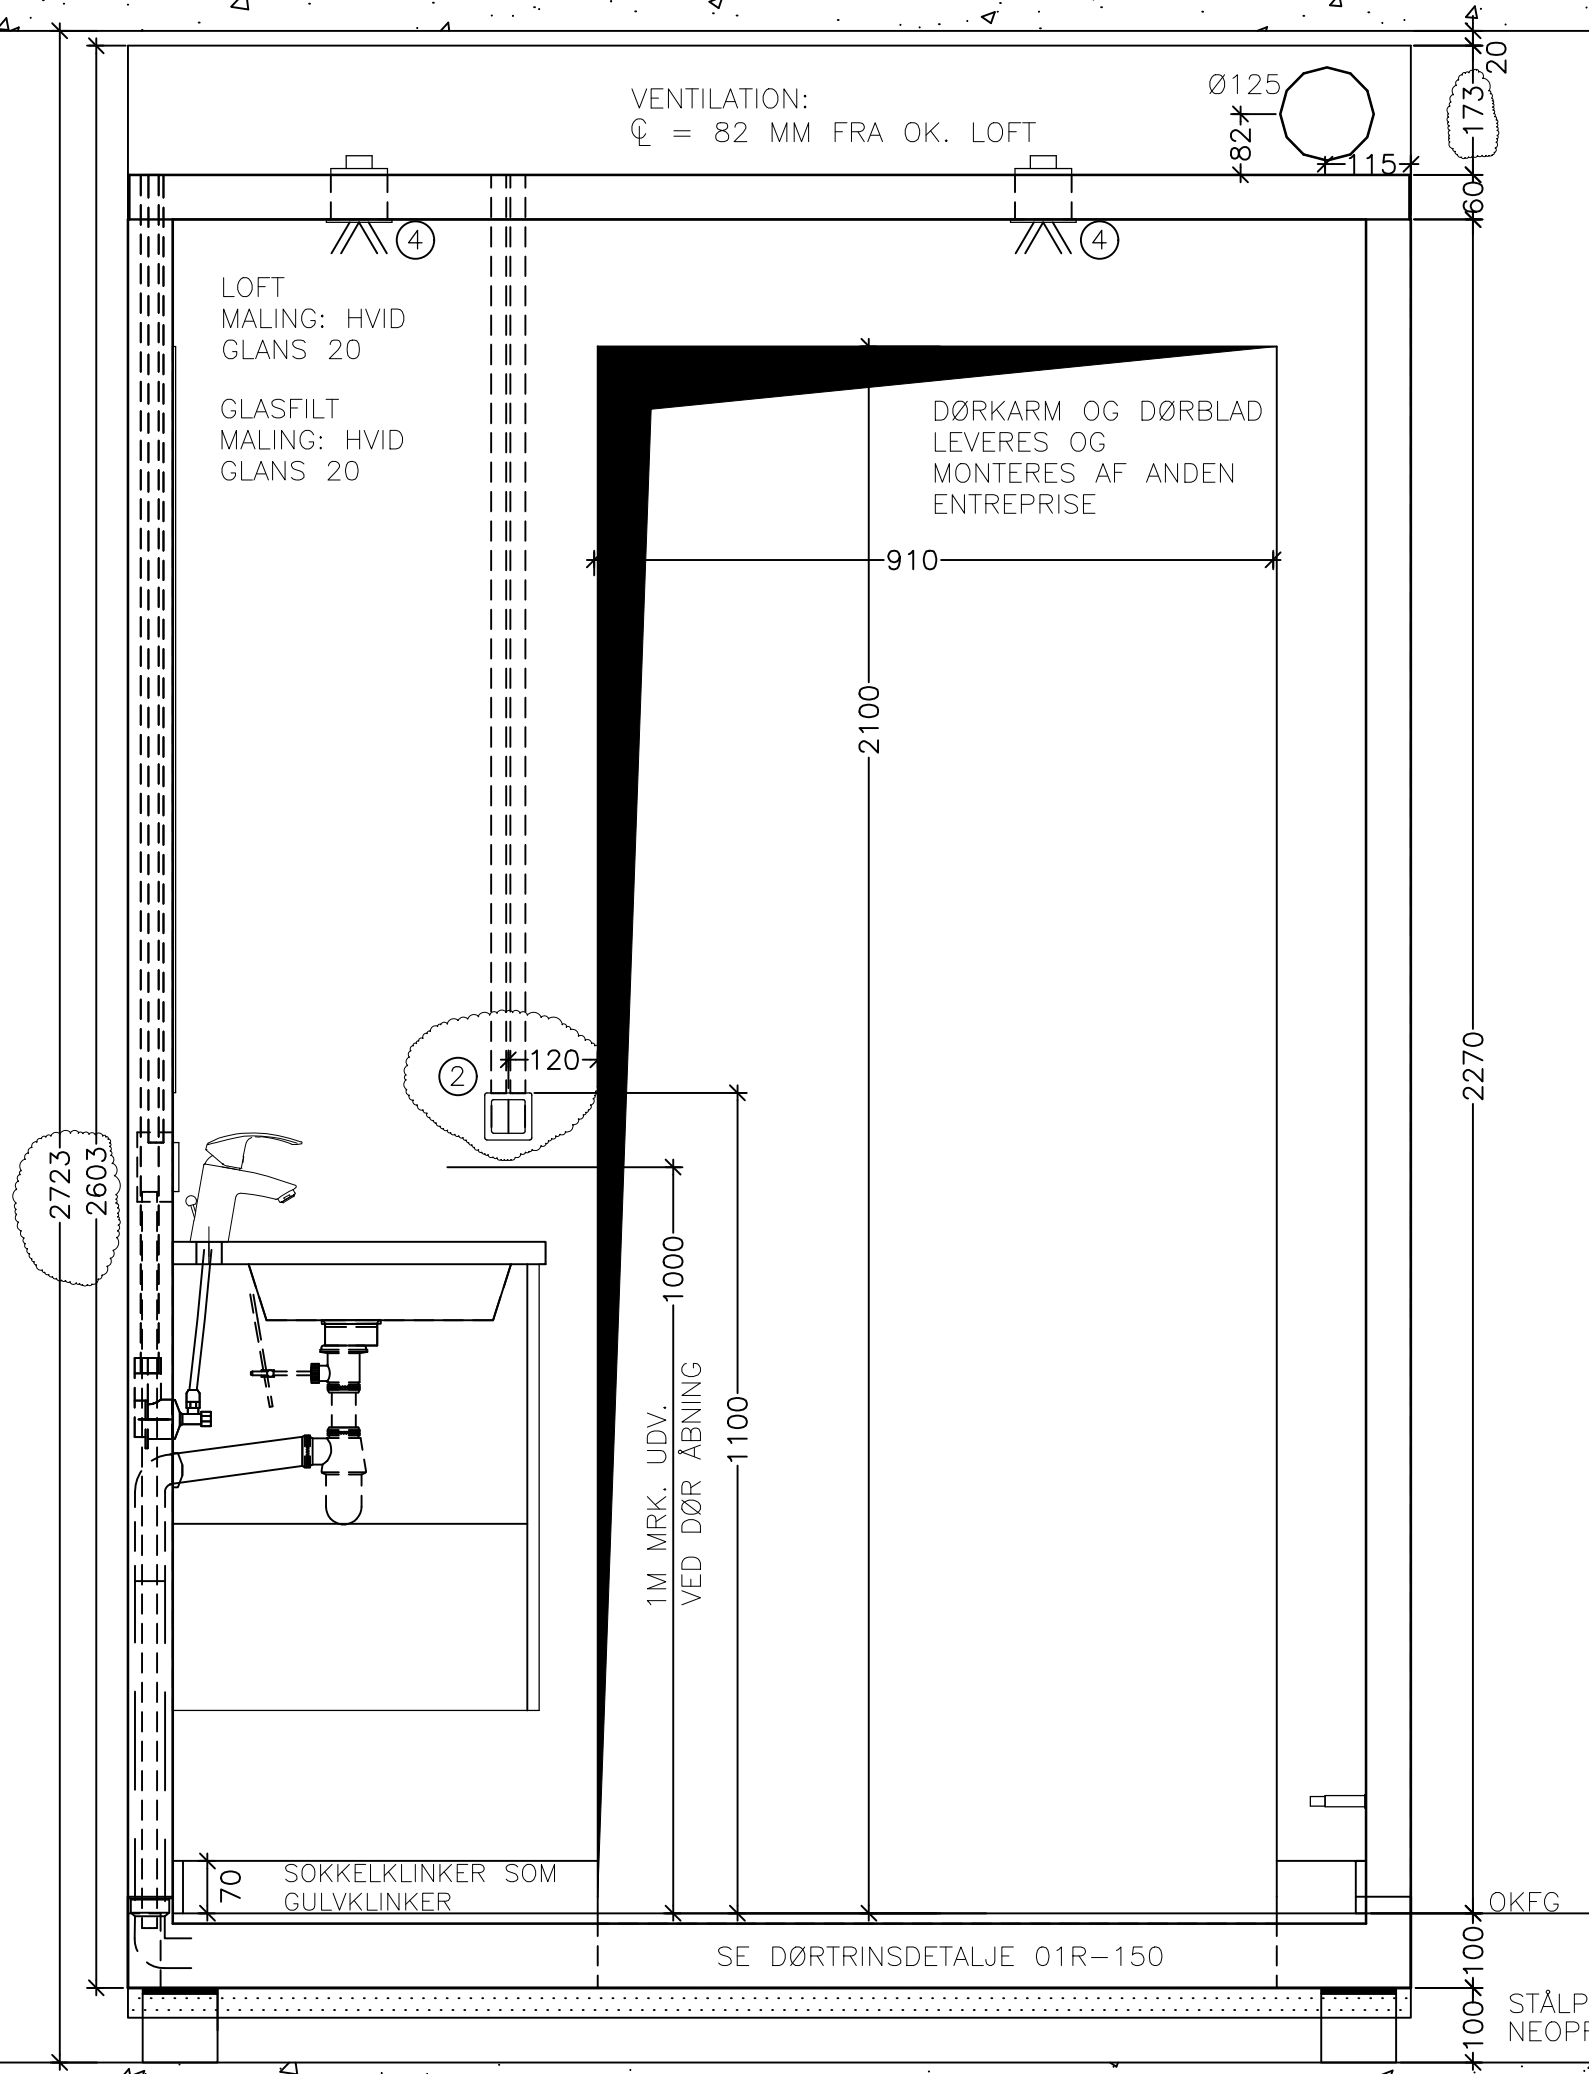 20
173
VENTILATION:
℄ = 82 MM FRA OK. LOFT
Ø125
82
115
60
4
4
LOFT
MALING: HVID
GLANS 20
GLASFILT
MALING: HVID
GLANS 20
DØRKARM OG DØRBLAD
LEVERES OG
MONTERES AF ANDEN
ENTREPRISE
910
2100
2
120
2270
2723
2603
1000
1100
1M MRK. UDV.
VED DØR ÅBNING
70
SOKKELKLINKER SOM
GULVKLINKER
OKFG
SE DØRTRINSDETALJE 01R-150
100
100
STÅLP
NEOP